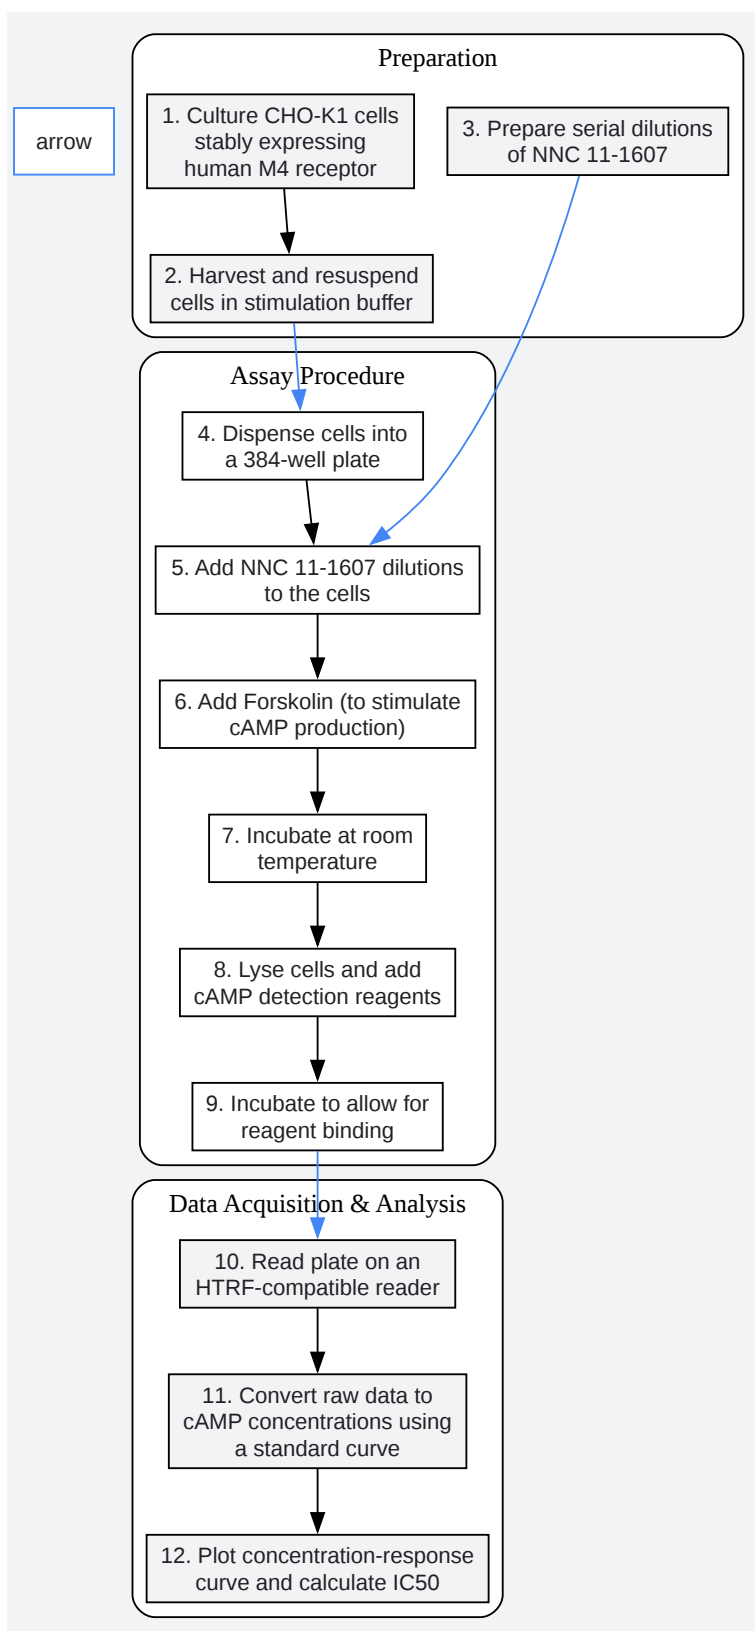 Preparation
arrow
1. Culture CHO-K1 cells
stably expressing
human M4 receptor
3. Prepare serial dilutions
of NNC 11-1607
2. Harvest and resuspend
cells in stimulation buffer
Assay Procedure
4. Dispense cells into
a 384-well plate
5. Add NNC 11-1607 dilutions
to the cells
6. Add Forskolin (to stimulate
cAMP production)
7. Incubate at room
temperature
8. Lyse cells and add
cAMP detection reagents
9. Incubate to allow for
reagent binding
Data Acquisition & Analysis
10. Read plate on an
HTRF-compatible reader
11. Convert raw data to
cAMP concentrations using
a standard curve
12. Plot concentration-response
curve and calculate IC50